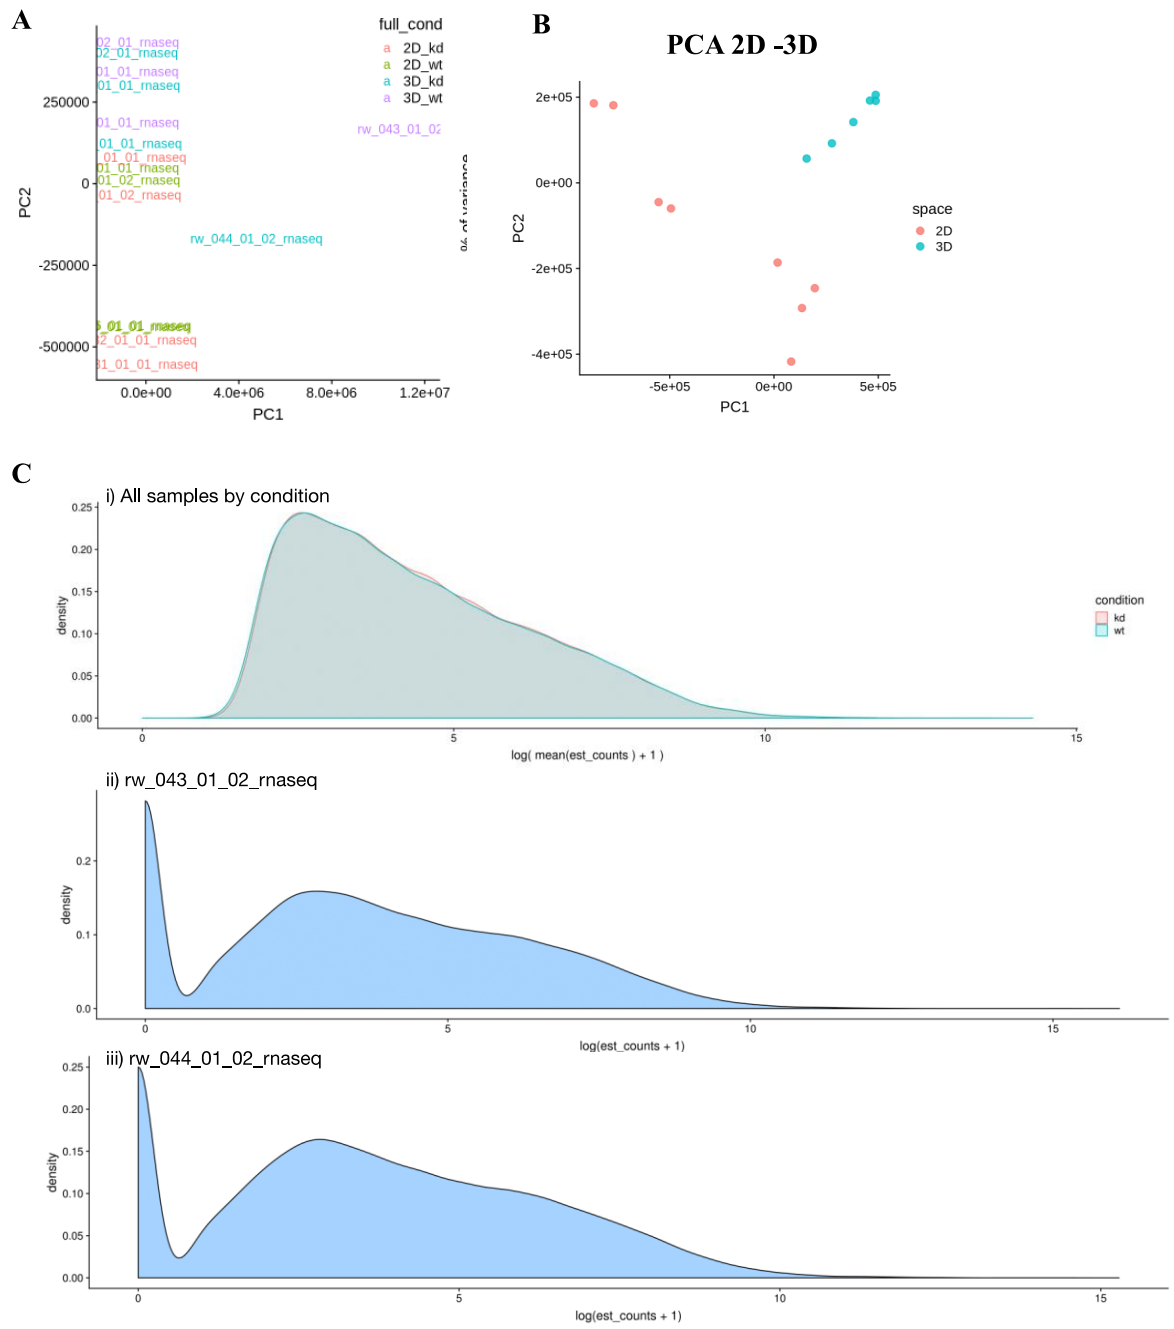 A
full_cond
a 2D_kd
a 2D_wt
a 3D_kd
a 3D_wt
02_01_rnaseq
02_01_rnaseq
01_01_rnaseq
01_01_rnaseq
01_01_rnaseq
01_01_rnaseq
01_01_rnaseq
01_01_rnaseq
01_02_rnaseq
01_02_rnaseq
rw_043_01_02
rw_044_01_02_rnaseq
_01_01_rnaseq
2_01_01_rnaseq
31_01_01_rnaseq
250000
0
-250000
-500000
PC2
0.0e+00 4.0e+06 8.0e+06 1.2e+07
PC1
% of variance
B
PCA 2D -3D
2e+05
0e+00
-2e+05
-4e+05
PC2
-5e+05 0e+00 5e+05
PC1
space
2D
3D
C
i) All samples by condition
0.25
0.20
0.15
0.10
0.05
0.00
density
0 5 10 15
log( mean(est_counts ) + 1 )
condition
kd
wt
ii) rw_043_01_02_rnaseq
0.2
0.1
0.0
density
0 5 10 15
log(est_counts + 1)
iii) rw_044_01_02_rnaseq
0.25
0.20
0.15
0.10
0.05
0.00
density
0 5 10 15
log(est_counts + 1)